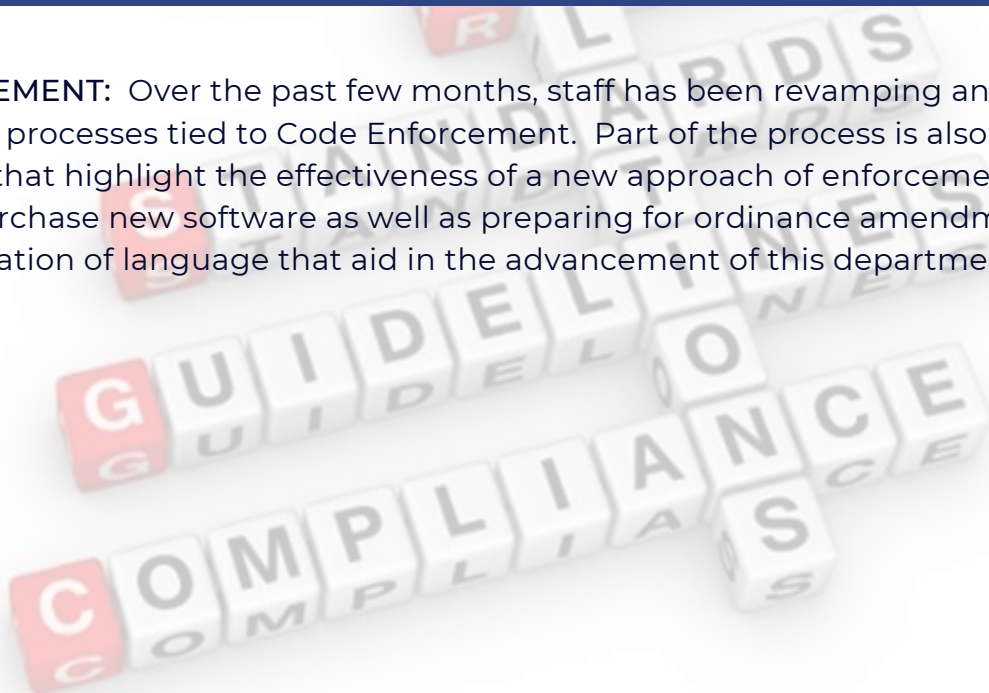 R L
EMENT: Over the past few months, staff has been revamping an
processes tied to Code Enforcement. Part of the process is also
that highlight the effectiveness of a new approach of enforceme
rchase new software as well as preparing for ordinance amendm
ation of language that aid in the advancement of this departme
STANDARDS
GUIDELINES
COMPLIANCE
T
O
S